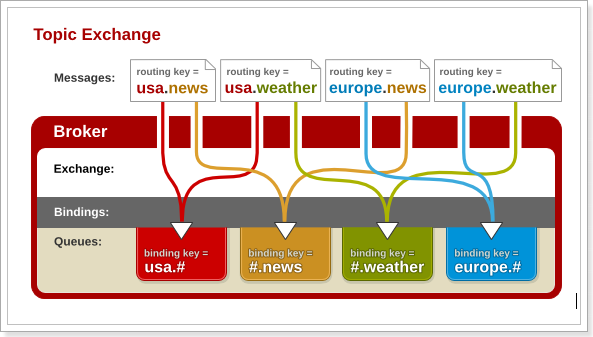 Topic Exchange
Messages:
routing key =
usa.news
routing key =
usa.weather
routing key =
europe.news
routing key =
europe.weather
Broker
Exchange:
Bindings:
Queues:
binding key =
usa.#
binding key =
#.news
binding key =
#.weather
binding key =
europe.#